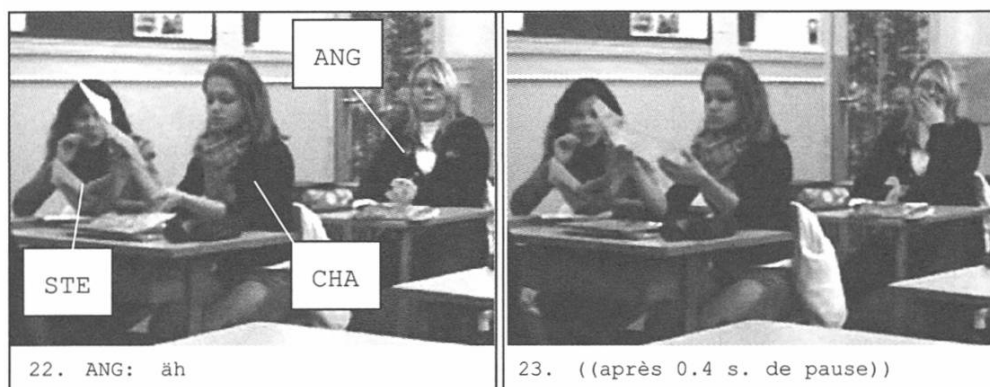 ANG
STE
CHA
22. ANG: äh
23. ((après 0.4 s. de pause))